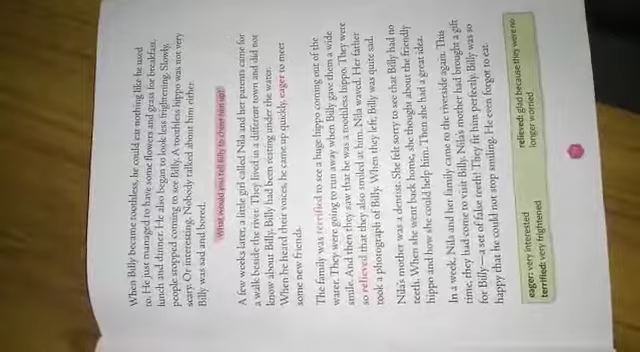 When Billy became toothless, he could eat nothing like he used
to. He just managed to have some flowers and grass for breakfast,
lunch and dinner. He also began to look less frightening. Slowly,
people stopped coming to see Billy. A toothless hippo was not very
scary. Or interesting. Nobody talked about him either.
Billy was sad and bored.
What would you tell Billy to cheer him up?
A few weeks later, a little girl called Nila and her parents came for
a walk beside the river. They lived in a different town and did not
know about Billy. Billy had been resting under the water.
When he heard their voices, he came up quickly, eager to meet
some new friends.
The family was terrified to see a huge hippo coming out of the
water. They were going to run away when Billy gave them a wide
smile. And then they saw that he was a toothless hippo. They were
so relieved that they also smiled at him. Nila waved. Her father
took a photograph of Billy. When they left, Billy was quite sad.
Nila's mother was a dentist. She felt sorry to see that Billy had no
teeth. When she went back home, she thought about the friendly
hippo and how she could help him. Then she had a great idea.
In a week, Nila and her family came to the riverside again. This
time, they had come to visit Billy. Nila's mother had brought a gift
for Billy—a set of false teeth! They fit him perfectly. Billy was so
happy that he could not stop smiling. He even forgot to eat.
eager: very interested
terrified: very frightened
relieved: glad because they were no
longer worried